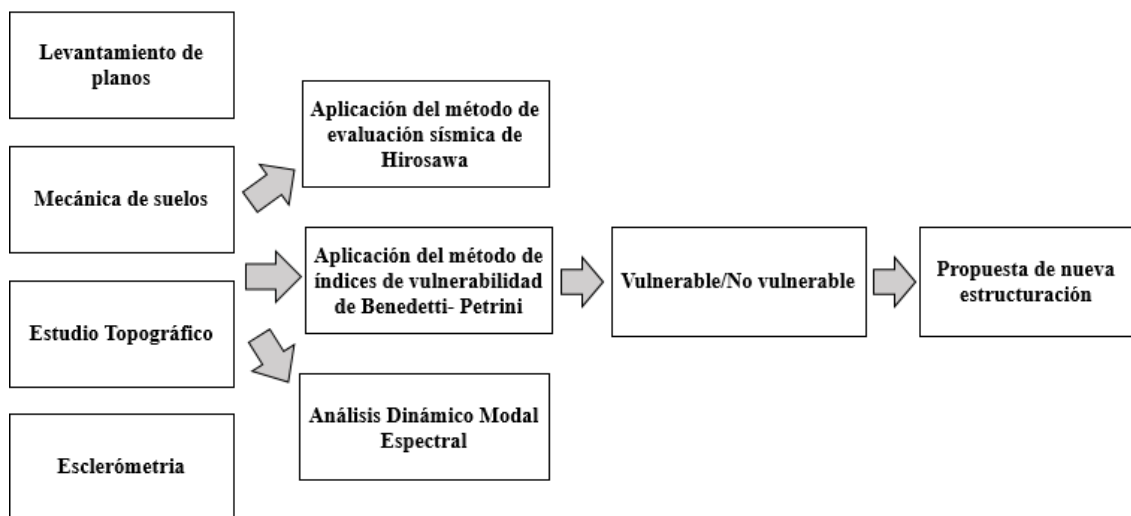 Levantamiento de
planos
Mecánica de suelos
Estudio Topográfico
Esclerómetria
Aplicación del método de
evaluación sísmica de
Hirosawa
Aplicación del método de
índices de vulnerabilidad
de Benedetti- Petrini
Análisis Dinámico Modal
Espectral
Vulnerable/No vulnerable
Propuesta de nueva
estructuración